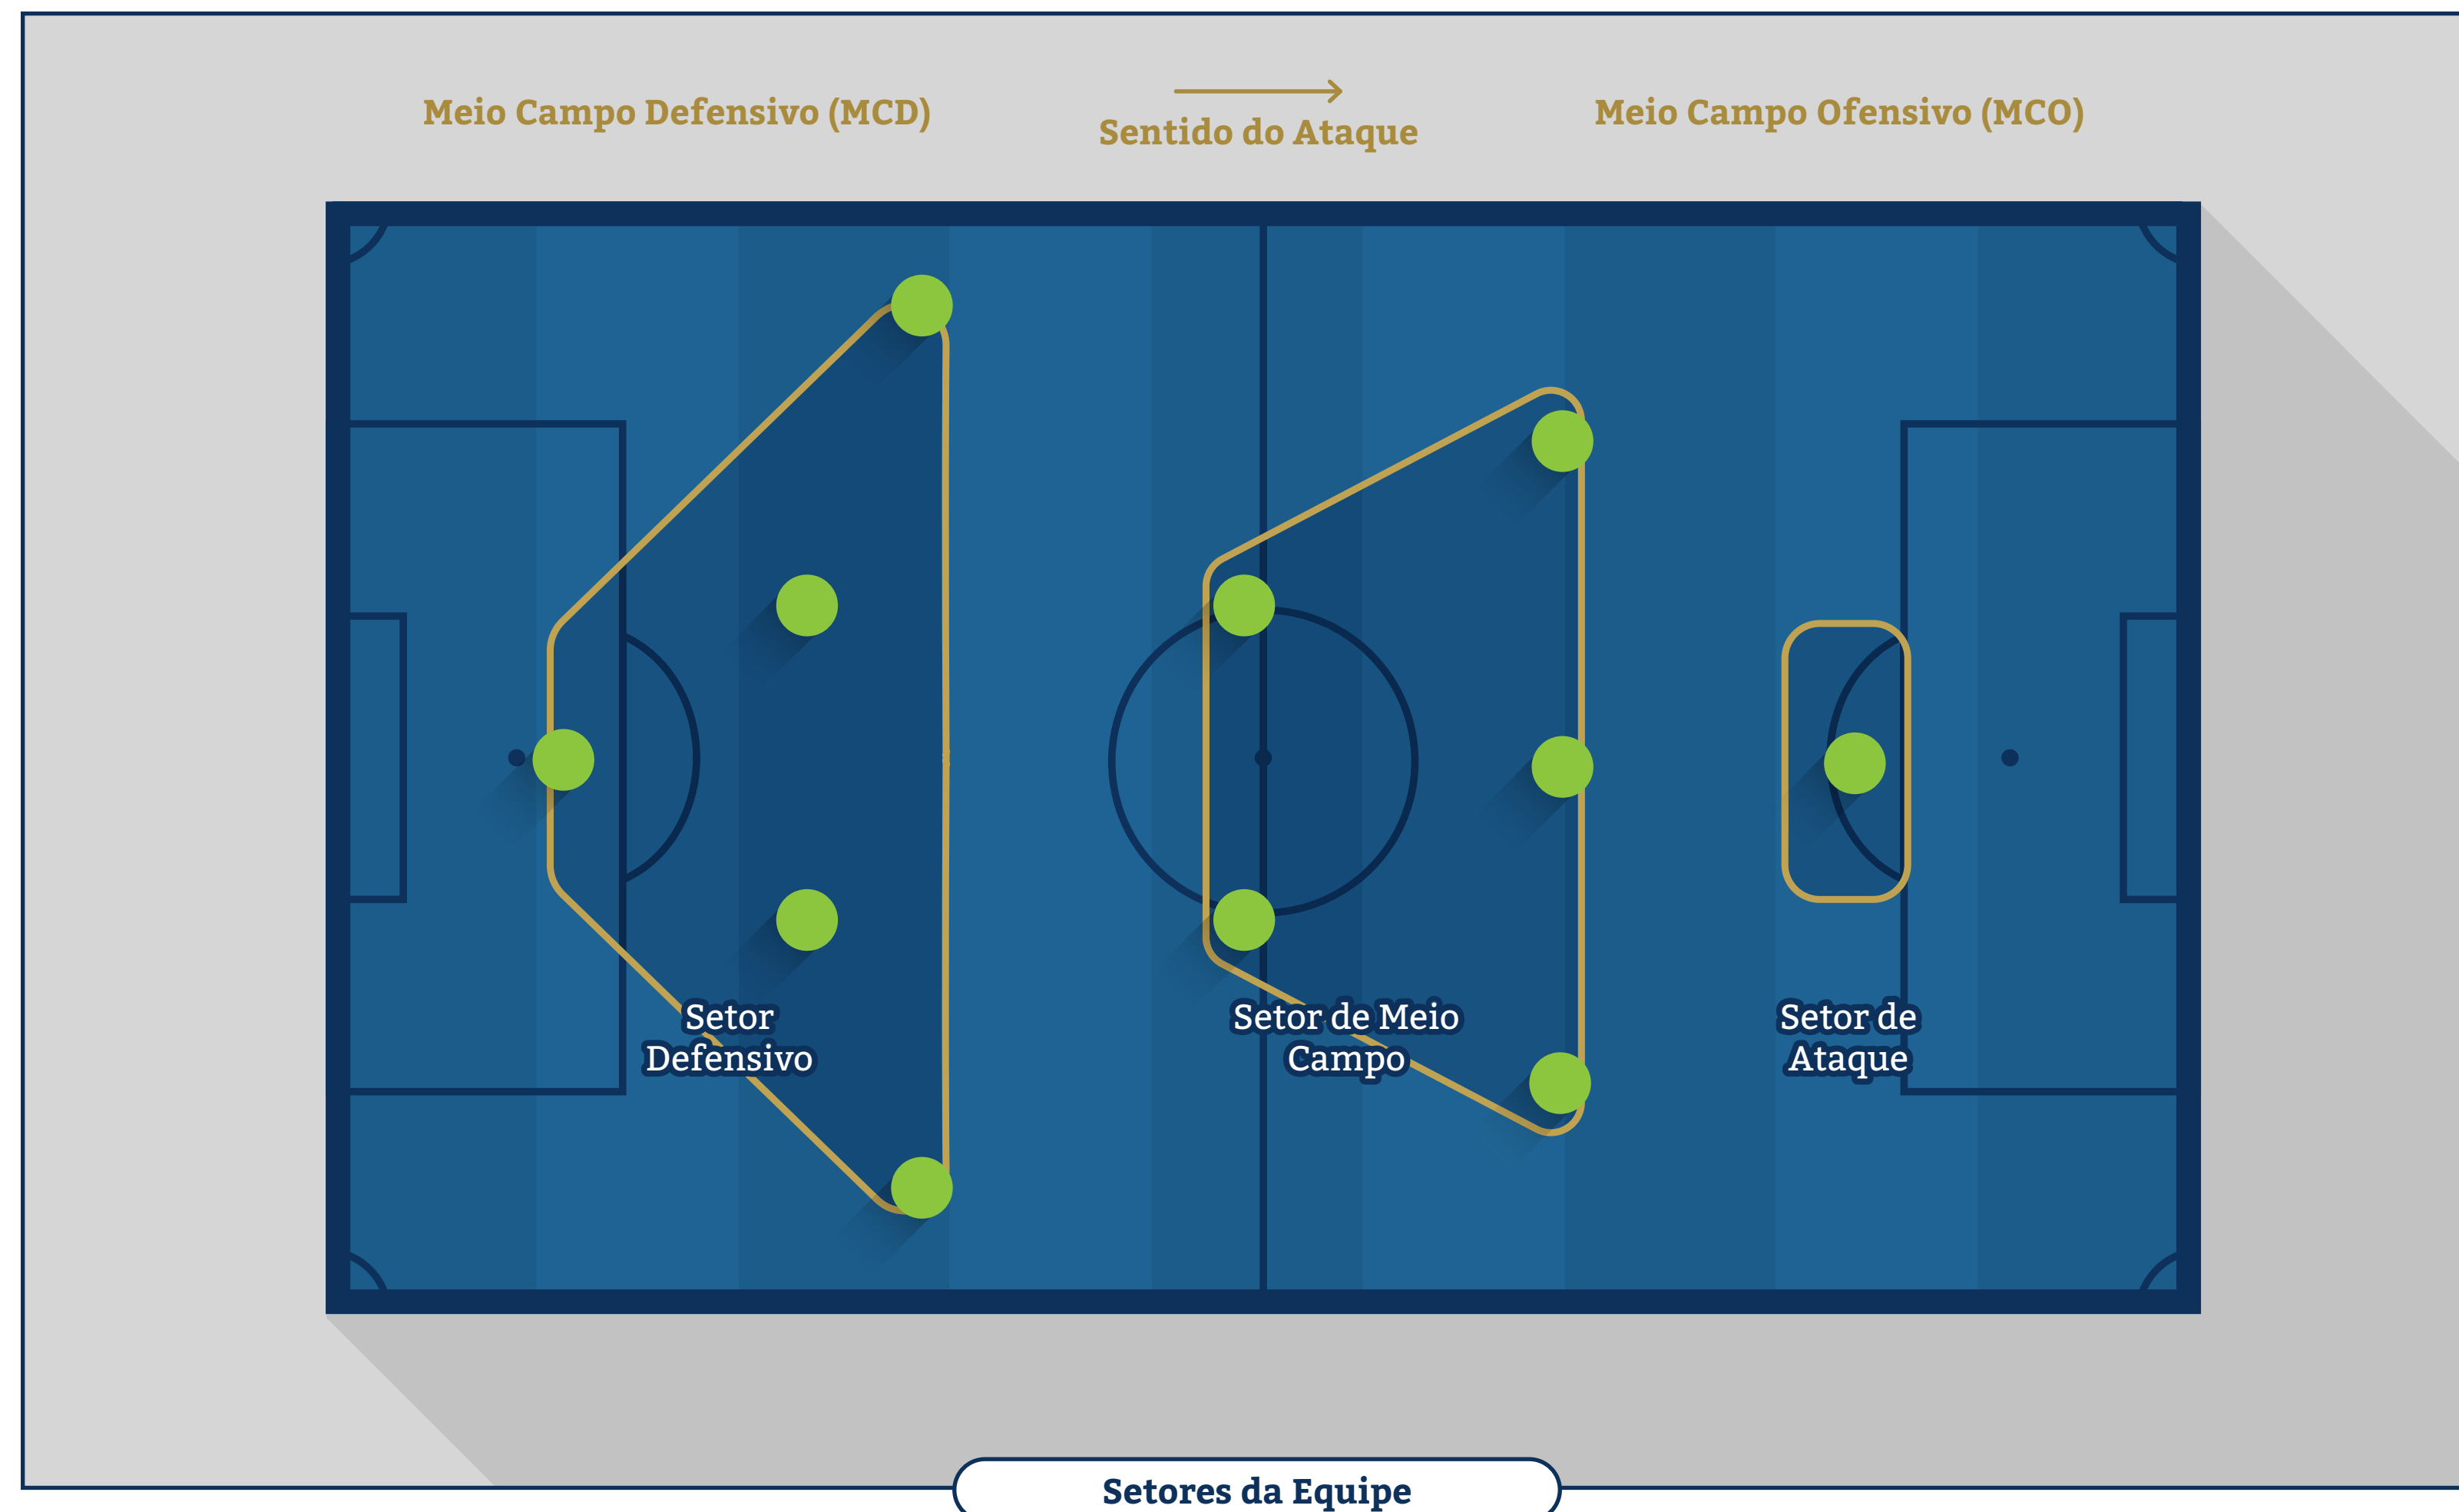 Meio Campo Defensivo (MCD)
Sentido do Ataque
Meio Campo Ofensivo (MCO)
Setor
Defensivo
Setor de Meio
Campo
Setor de
Ataque
Setores da Equipe